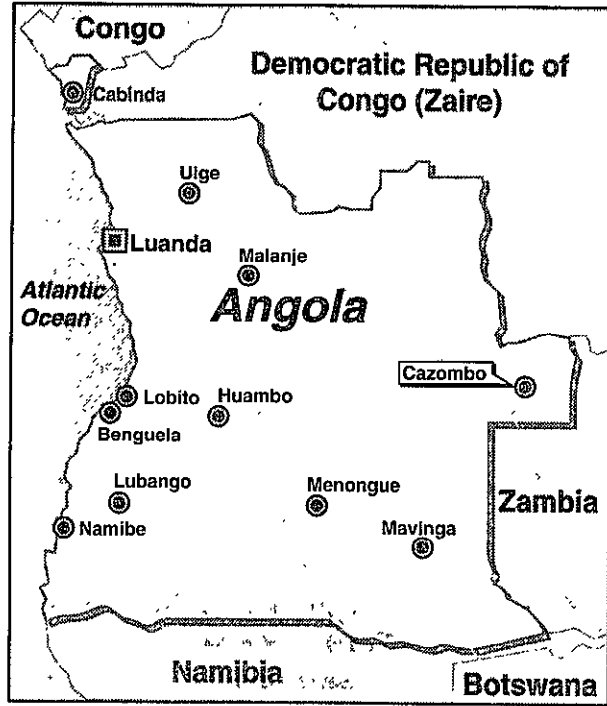 Congo
Democratic Republic of
Congo (Zaire)
Cabinda
Uige
Luanda
Malanje
Atlantic
Ocean
Angola
Cazombo
Lobito
Huambo
Benguela
Lubango
Menongue
Zambia
Namibe
Mavinga
Namibia
Botswana